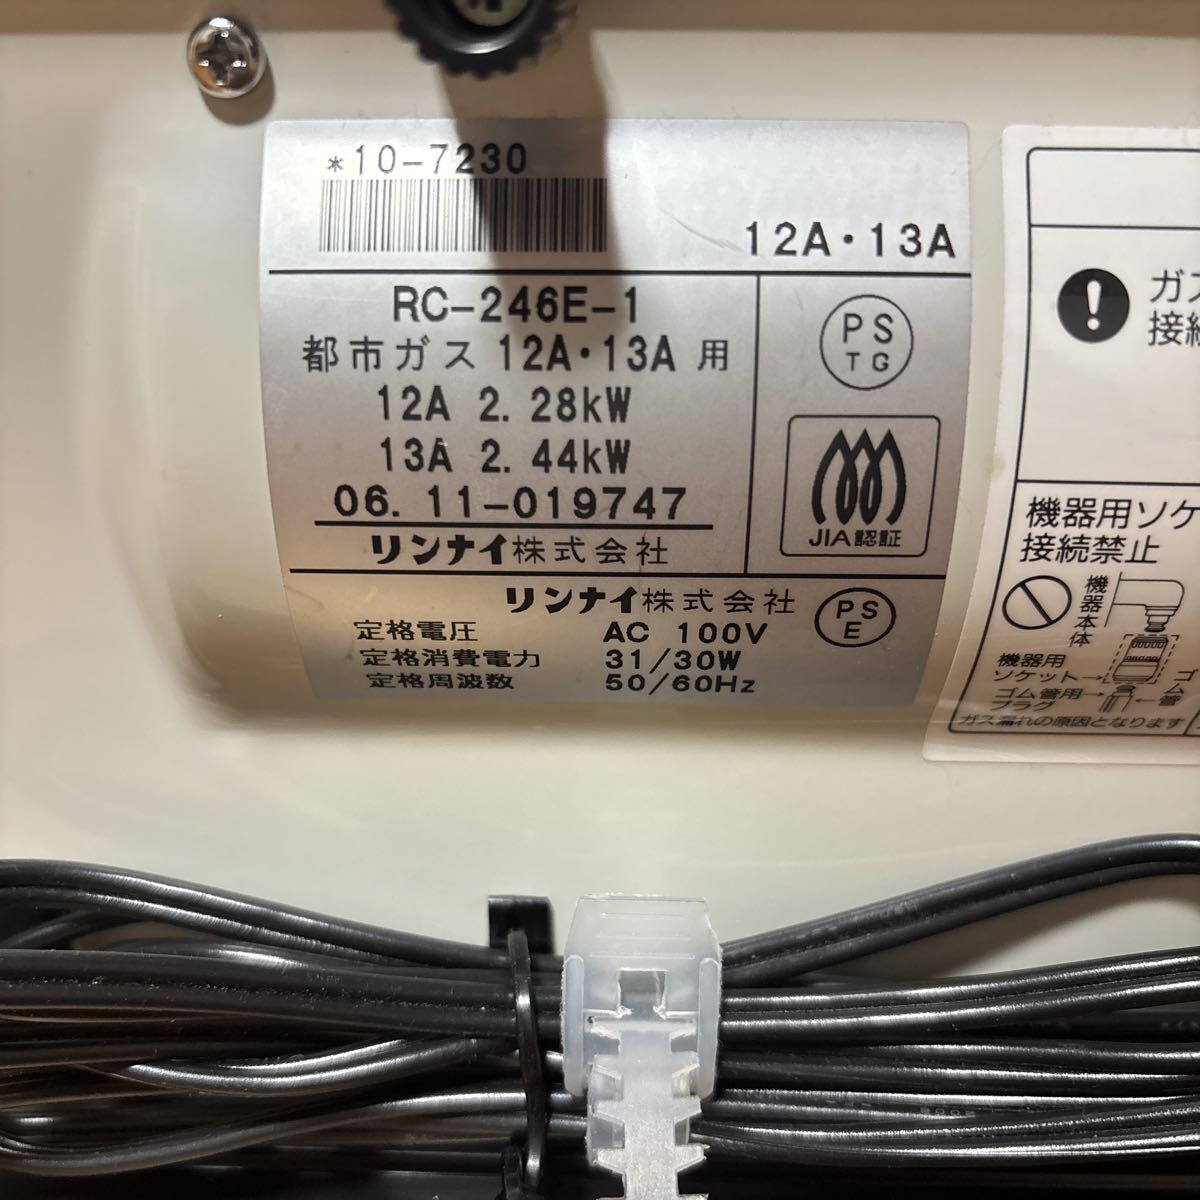 *10-7230
12A・13A
RC-246E-1
都市ガス 12A・13A 用
12A 2.28kW
13A 2.44kW
06.11-019747
リンナイ株式会社
PS
TG
JIA認証
リンナイ株式会社
定格電圧 AC 100V
定格消費電力 31/30W
定格周波数 50/60Hz
PS
E
ガス
接続
機器用ソケ
接続禁止
機器本体
機器用
ソケット→
ゴム管用→
プラグ
←管
ゴム
ガス漏れの原因となります